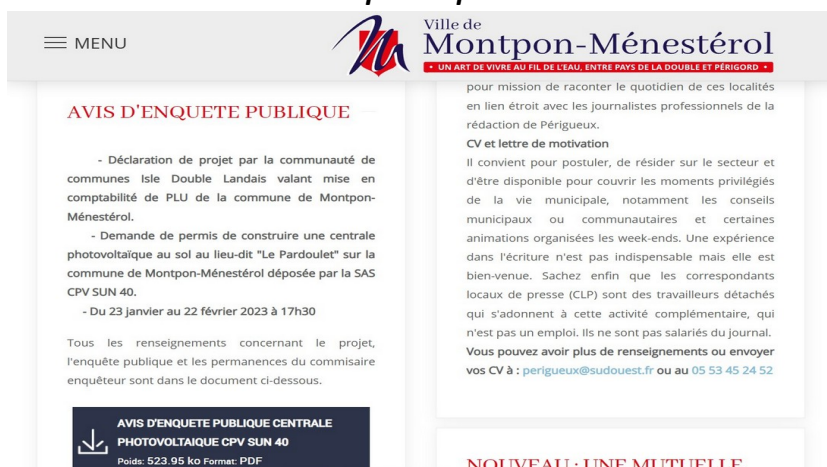 MENU
Ville de
Montpon-Ménestérol
• UN ART DE VIVRE AU FIL DE L'EAU, ENTRE PAYS DE LA DOUBLE ET PÉRIGORD •
AVIS D'ENQUETE PUBLIQUE
- Déclaration de projet par la communauté de
communes Isle Double Landais valant mise en
comptabilité de PLU de la commune de Montpon-
Ménestérol.
- Demande de permis de construire une centrale
photovoltaïque au sol au lieu-dit "Le Pardoulet" sur la
commune de Montpon-Ménestérol déposée par la SAS
CPV SUN 40.
- Du 23 janvier au 22 février 2023 à 17h30
Tous les renseignements concernant le projet,
l'enquête publique et les permanences du commisaire
enquêteur sont dans le document ci-dessous.
AVIS D'ENQUETE PUBLIQUE CENTRALE
PHOTOVOLTAIQUE CPV SUN 40
Poids: 523.95 ko Format: PDF
pour mission de raconter le quotidien de ces localités
en lien étroit avec les journalistes professionnels de la
rédaction de Périgueux.
CV et lettre de motivation
Il convient pour postuler, de résider sur le secteur et
d'être disponible pour couvrir les moments privilégiés
de la vie municipale, notamment les conseils
municipaux ou communautaires et certaines
animations organisées les week-ends. Une expérience
dans l'écriture n'est pas indispensable mais elle est
bien-venue. Sachez enfin que les correspondants
locaux de presse (CLP) sont des travailleurs détachés
qui s'adonnent à cette activité complémentaire, qui
n'est pas un emploi. Ils ne sont pas salariés du journal.
Vous pouvez avoir plus de renseignements ou envoyer
vos CV à : perigueux@sudouest.fr ou au 05 53 45 24 52
NOUVEAU : UNE MUTUELLE